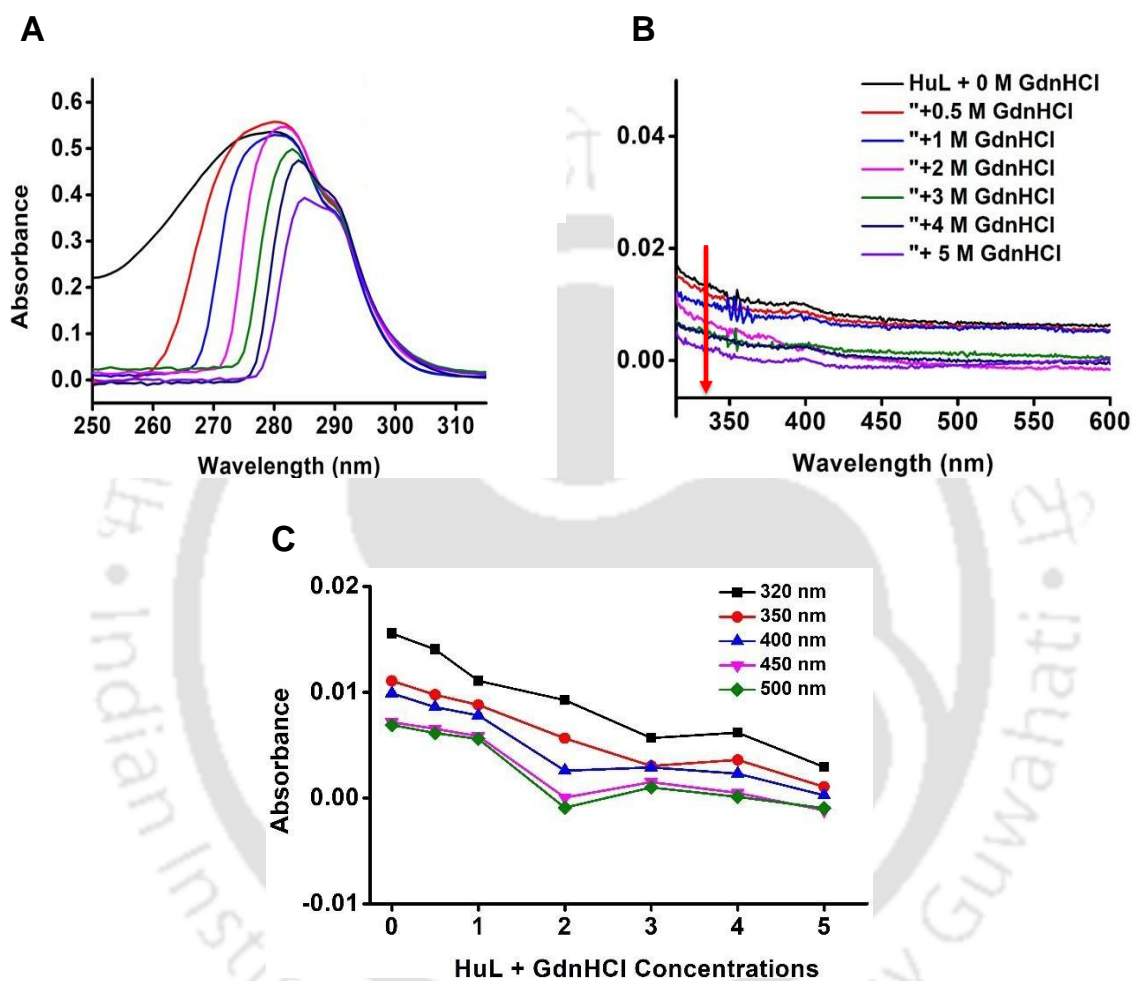 A
Absorbance
0.6
0.5
0.4
0.3
0.2
0.1
0.0
250 260 270 280 290 300 310
Wavelength (nm)
B
HuL + 0 M GdnHCl
"+0.5 M GdnHCl
"+1 M GdnHCl
"+2 M GdnHCl
"+3 M GdnHCl
"+4 M GdnHCl
"+ 5 M GdnHCl
0.04
0.02
0.00
350 400 450 500 550 600
Wavelength (nm)
C
Absorbance
320 nm
350 nm
400 nm
450 nm
500 nm
0.02
0.01
0.00
-0.01
0 1 2 3 4 5
HuL + GdnHCl Concentrations
Indian Inst
Guwahati